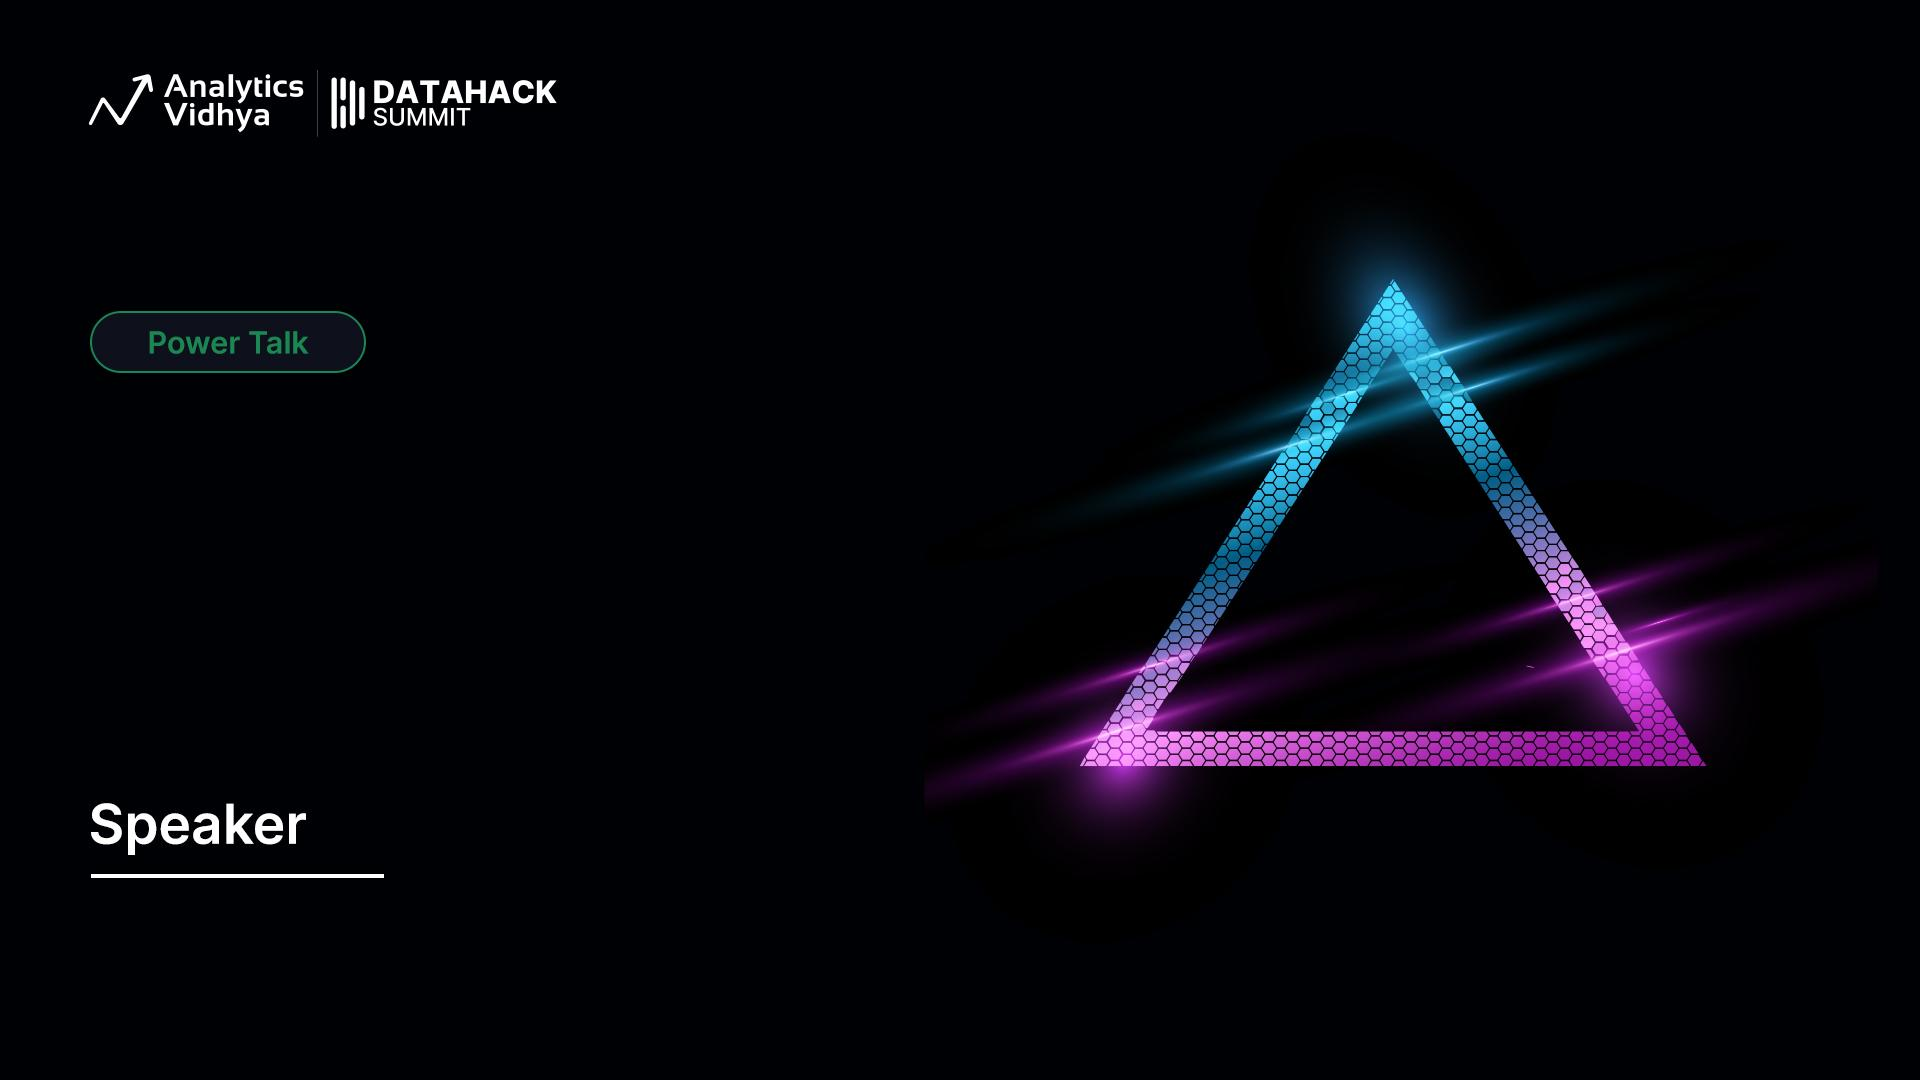 Analytics
Vidhya
DATAHACK
SUMMIT
Power Talk
Speaker